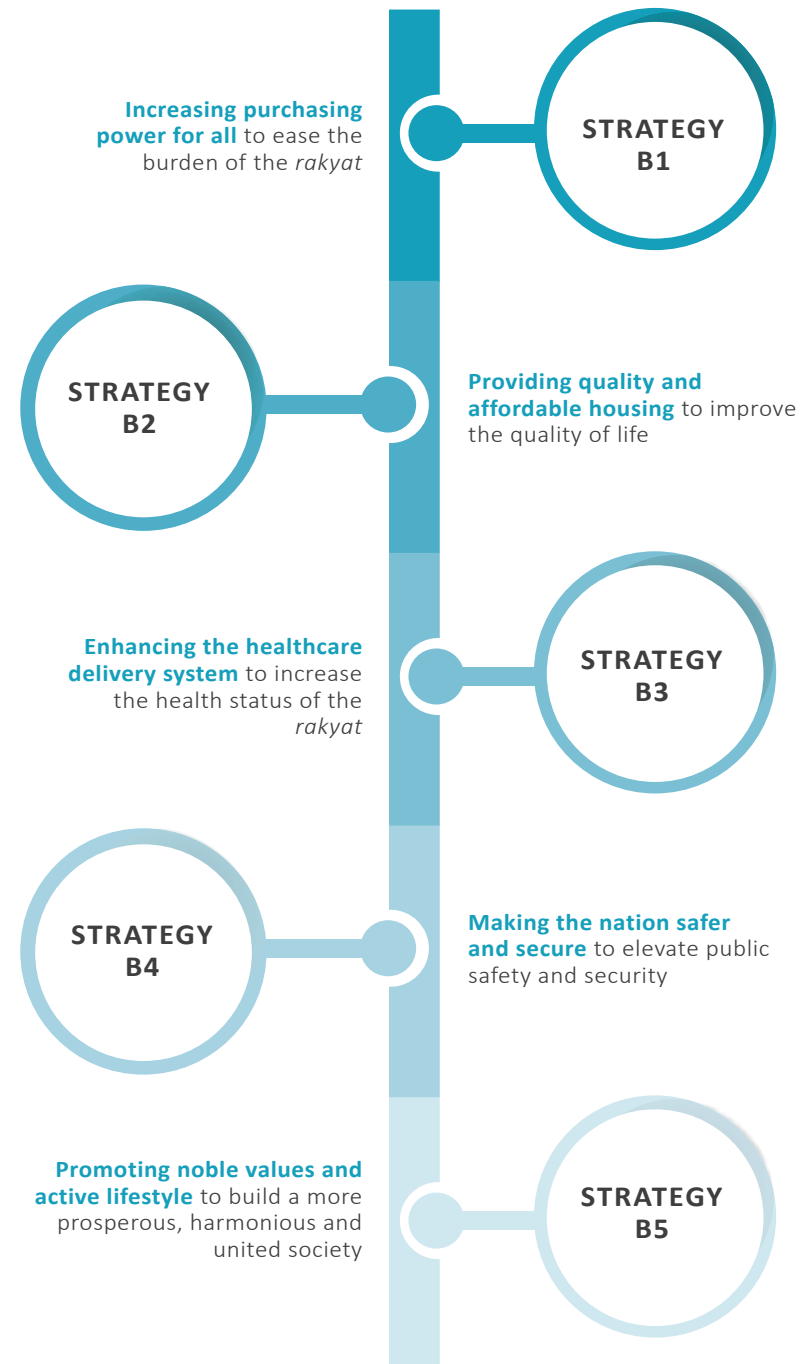 Increasing purchasing
power for all to ease the
burden of the rakyat
STRATEGY
B1
STRATEGY
B2
Providing quality and
affordable housing to improve
the quality of life
Enhancing the healthcare
delivery system to increase
the health status of the
rakyat
STRATEGY
B3
STRATEGY
B4
Making the nation safer
and secure to elevate public
safety and security
Promoting noble values and
active lifestyle to build a more
prosperous, harmonious and
united society
STRATEGY
B5